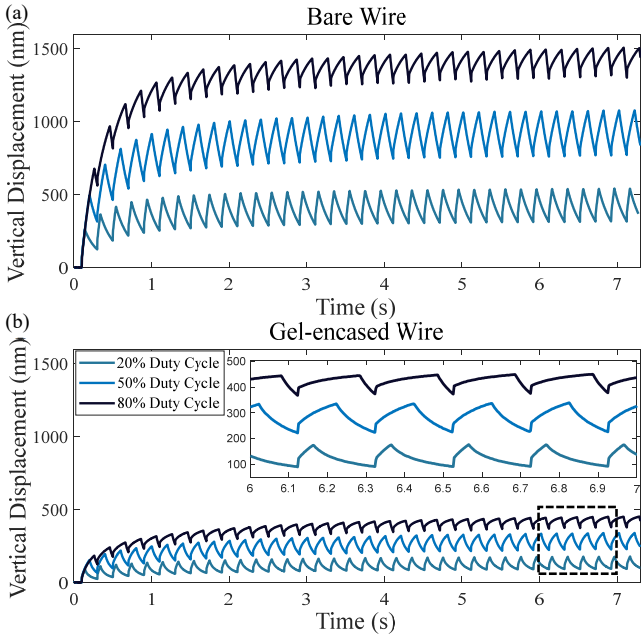 (a)
Bare Wire
Vertical Displacement (nm)
1500
1000
500
0
0 1 2 3 4 5 6 7
Time (s)
(b)
Gel-encased Wire
Vertical Displacement (nm)
1500
1000
500
0
20% Duty Cycle
50% Duty Cycle
80% Duty Cycle
500
400
300
200
100
6 6.1 6.2 6.3 6.4 6.5 6.6 6.7 6.8 6.9 7
0 1 2 3 4 5 6 7
Time (s)